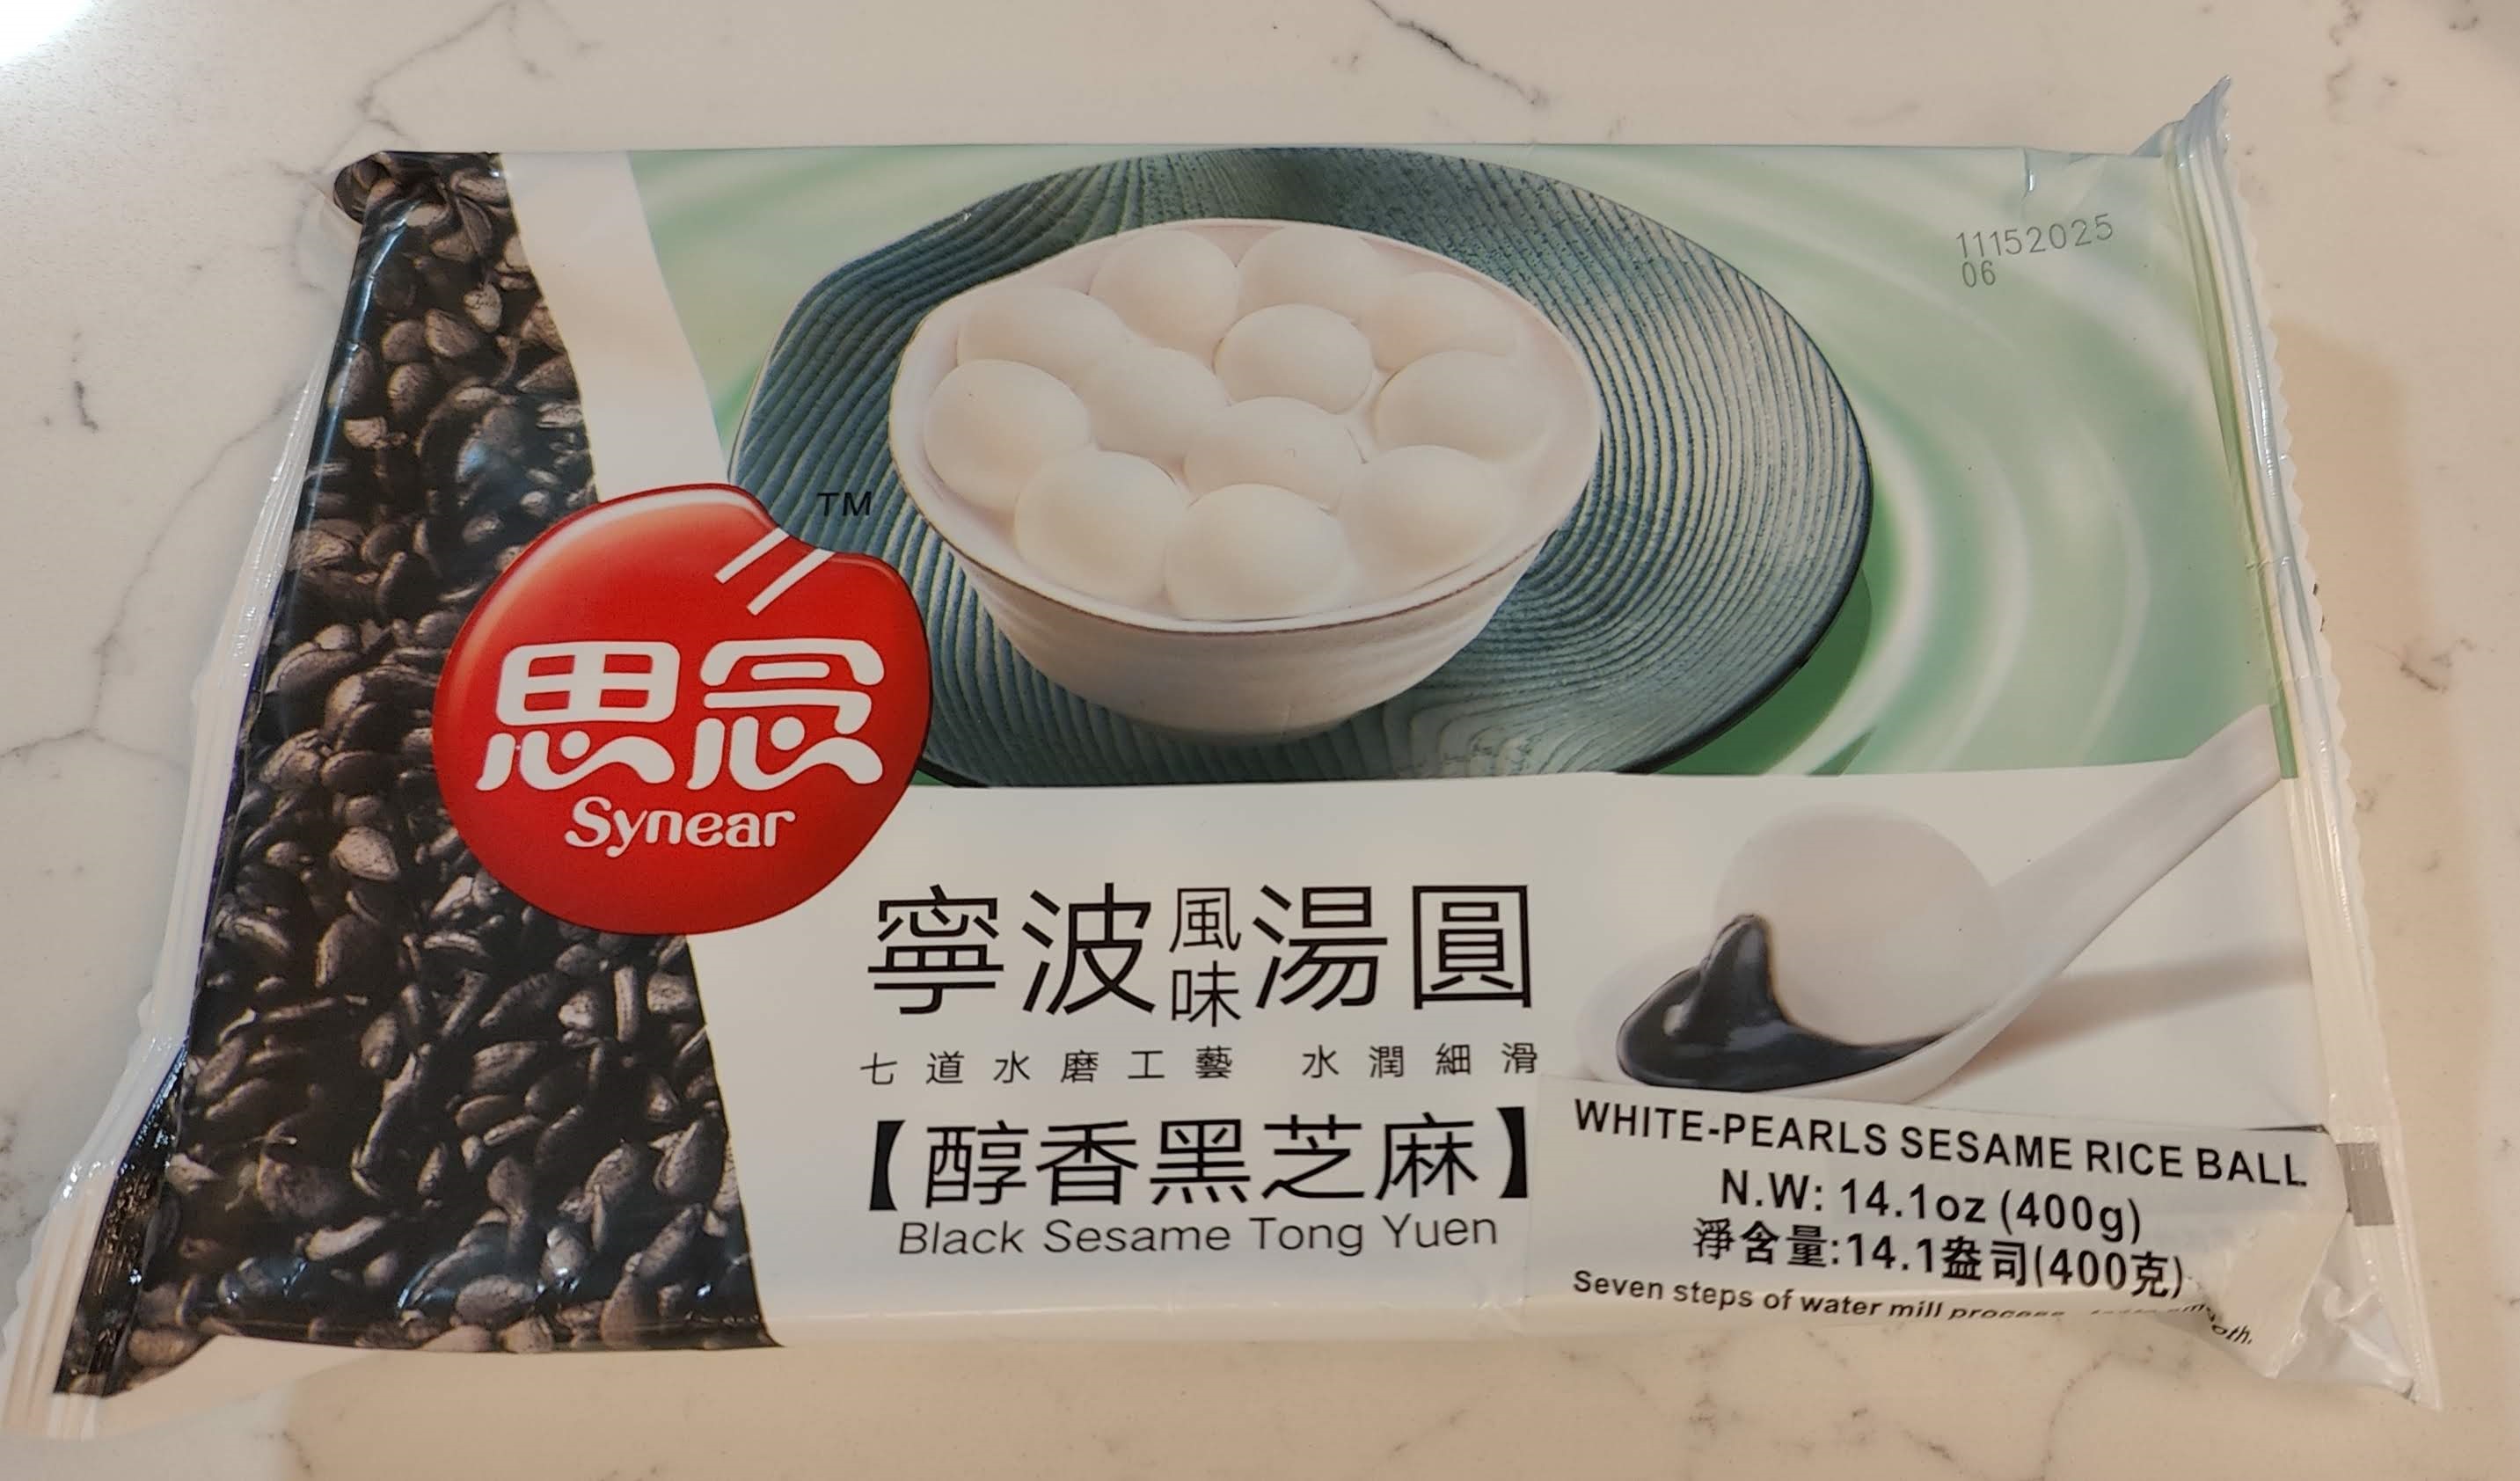 11152025
06
TM
思念
Synear
寧波風味湯圓
七道水磨工藝 水潤細滑
【醇香黑芝麻】
Black Sesame Tong Yuen
WHITE-PEARLS SESAME RICE BALL
N.W: 14.1oz (400g)
淨含量:14.1盎司(400克)
Seven steps of water mill process